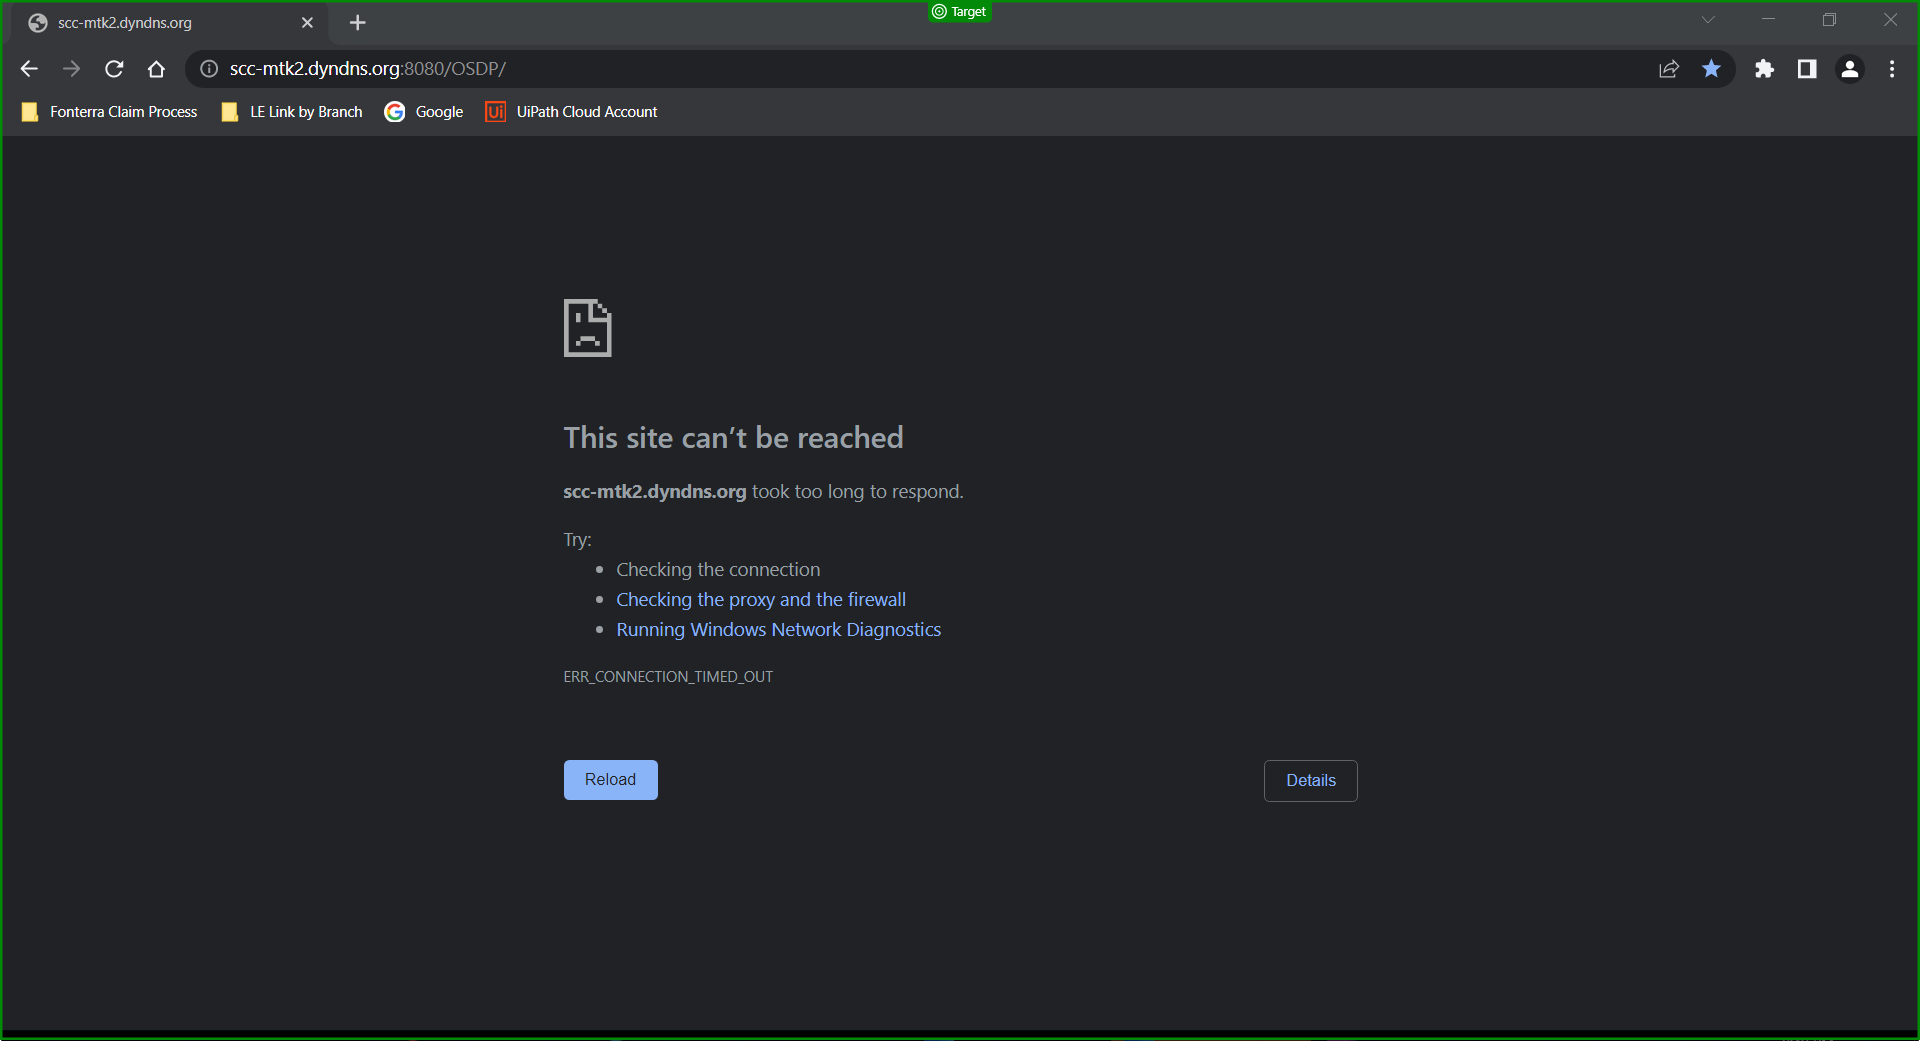 Target
scc-mtk2.dyndns.org
scc-mtk2.dyndns.org:8080/OSDP/
Fonterra Claim Process
LE Link by Branch
Google
Ui UiPath Cloud Account
This site can’t be reached
scc-mtk2.dyndns.org took too long to respond.
Try:
Checking the connection
Checking the proxy and the firewall
Running Windows Network Diagnostics
ERR_CONNECTION_TIMED_OUT
Reload
Details